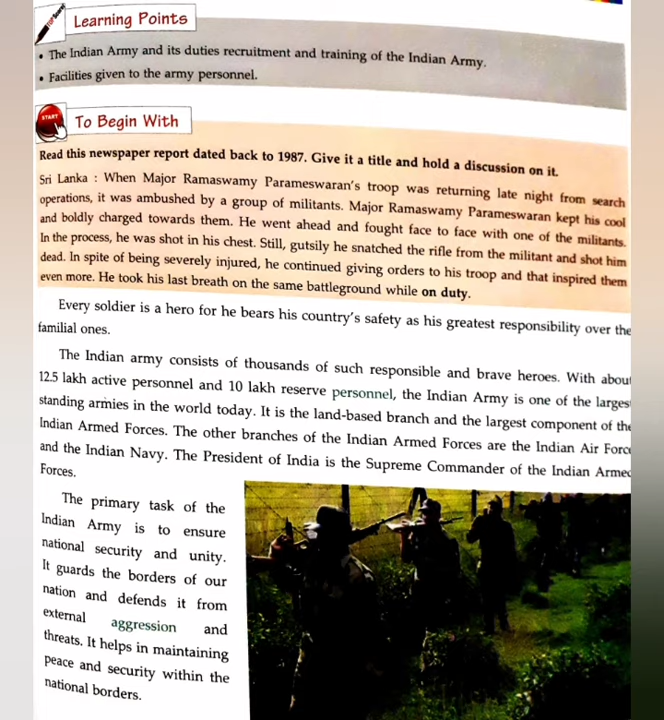 Learning Points
• The Indian Army and its duties recruitment and training of the Indian Army.
• Facilities given to the army personnel.
START
To Begin With
Read this newspaper report dated back to 1987. Give it a title and hold a discussion on it.
Sri Lanka : When Major Ramaswamy Parameswaran's troop was returning late night from search
operations, it was ambushed by a group of militants. Major Ramaswamy Parameswaran kept his cool
and boldly charged towards them. He went ahead and fought face to face with one of the militants.
In the process, he was shot in his chest. Still, gutsily he snatched the rifle from the militant and shot him
dead. In spite of being severely injured, he continued giving orders to his troop and that inspired them
even more. He took his last breath on the same battleground while on duty.
Every soldier is a hero for he bears his country's safety as his greatest responsibility over the
familial ones.
The Indian army consists of thousands of such responsible and brave heroes. With about
12.5 lakh active personnel and 10 lakh reserve personnel, the Indian Army is one of the larges
standing armies in the world today. It is the land-based branch and the largest component of the
Indian Armed Forces. The other branches of the Indian Armed Forces are the Indian Air Forc
and the Indian Navy. The President of India is the Supreme Commander of the Indian Armed
Forces.
The primary task of the
Indian Army is to ensure
national security and unity.
It guards the borders of our
nation and defends it from
external aggression and
threats. It helps in maintaining
peace and security within the
national borders.